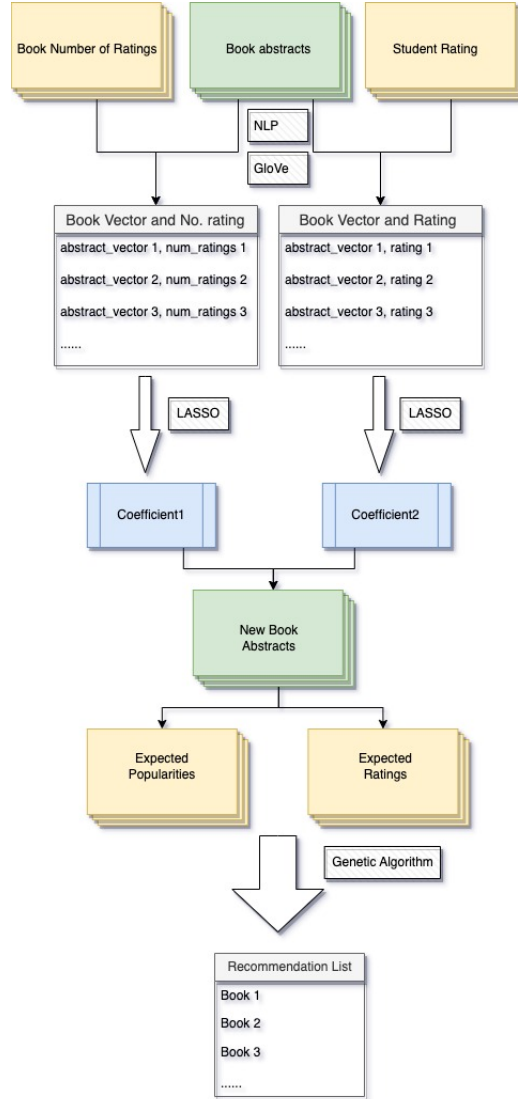 Book Number of Ratings
Book abstracts
Student Rating
NLP
GloVe
Book Vector and No. rating
abstract_vector 1, num_ratings 1
abstract_vector 2, num_ratings 2
abstract_vector 3, num_ratings 3
......
Book Vector and Rating
abstract_vector 1, rating 1
abstract_vector 2, rating 2
abstract_vector 3, rating 3
......
LASSO
LASSO
Coefficient1
Coefficient2
New Book
Abstracts
Expected
Popularities
Expected
Ratings
Genetic Algorithm
Recommendation List
Book 1
Book 2
Book 3
......